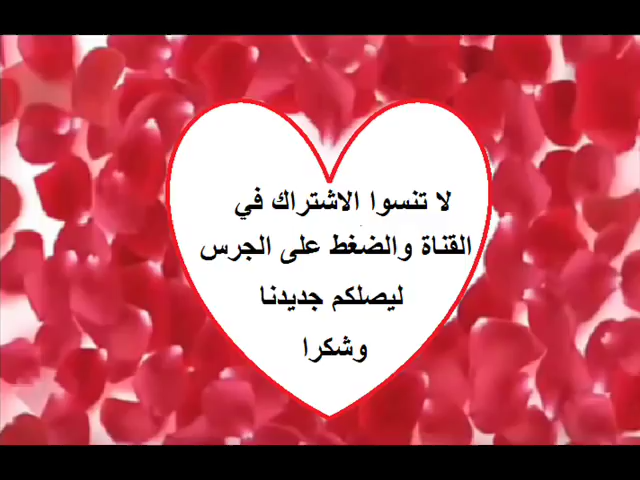 لا تنسوا الاشتراك في
القناة والضغط على الجرس
ليصلكم جديدنا
وشكرا